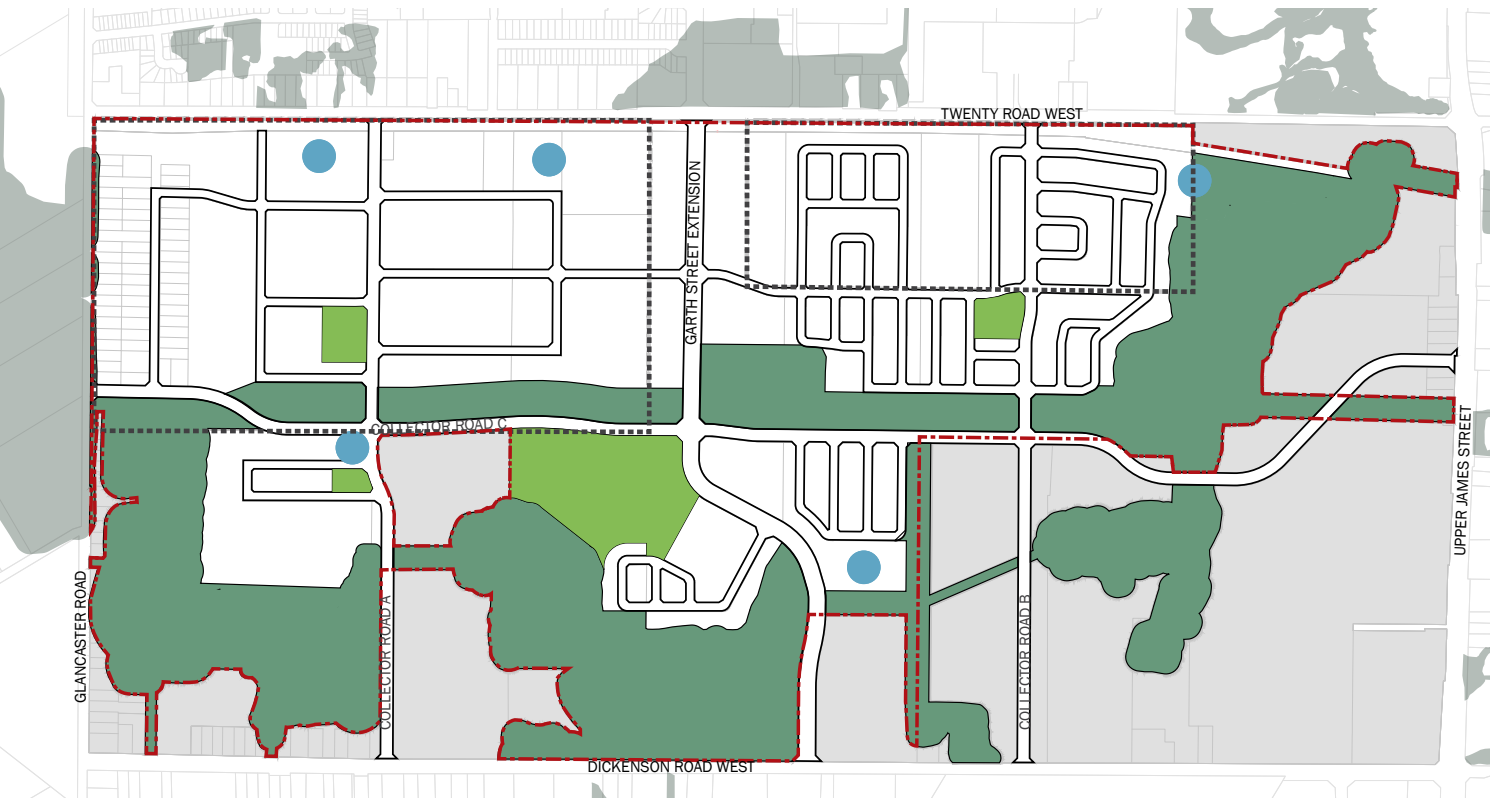 TWENTY ROAD WEST
GARTH STREET EXTENSION
COLLECTOR ROAD C
UPPER JAMES STREET
GLANCASTER ROAD
COLLECTOR ROAD A
COLLECTOR ROAD B
DICKENSON ROAD WEST